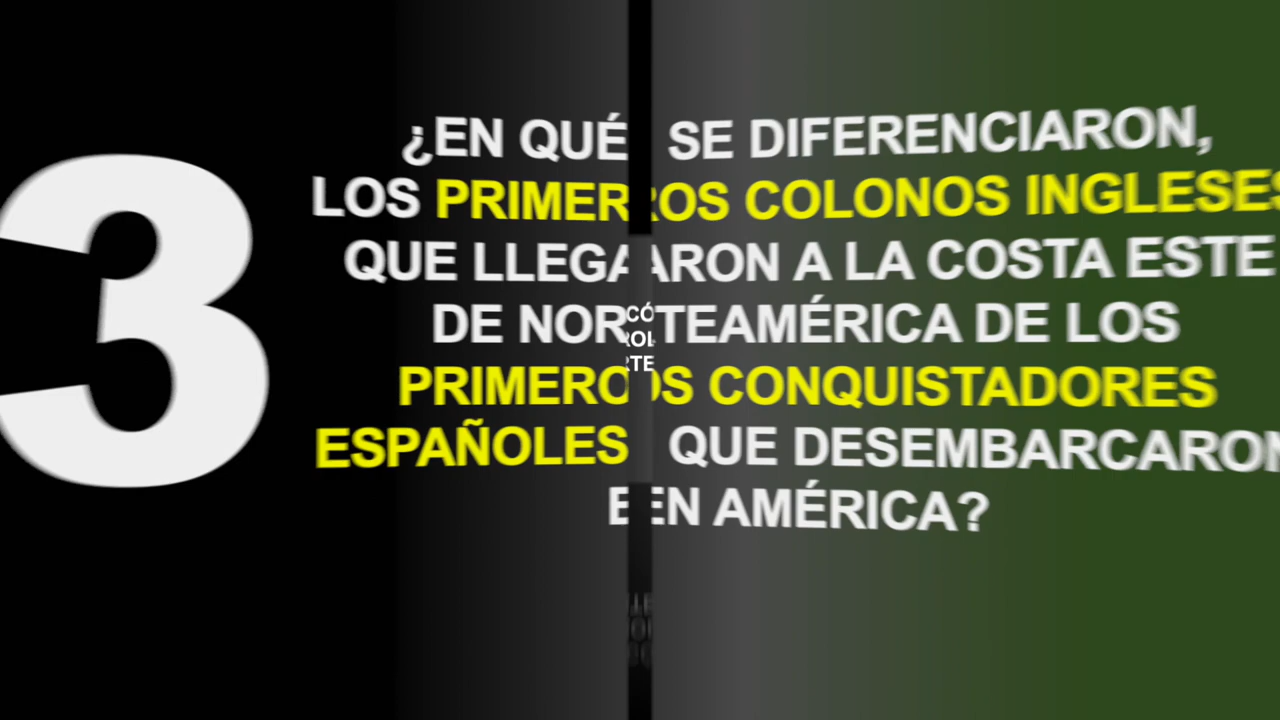 3
¿EN QUÉ SE DIFERENCIARON,
LOS PRIMEROS COLONOS INGLESES
QUE LLEGARON A LA COSTA ESTE
DE NORTEAMÉRICA DE LOS
PRIMEROS CONQUISTADORES
ESPAÑOLES QUE DESEMBARCARON
EN AMÉRICA?